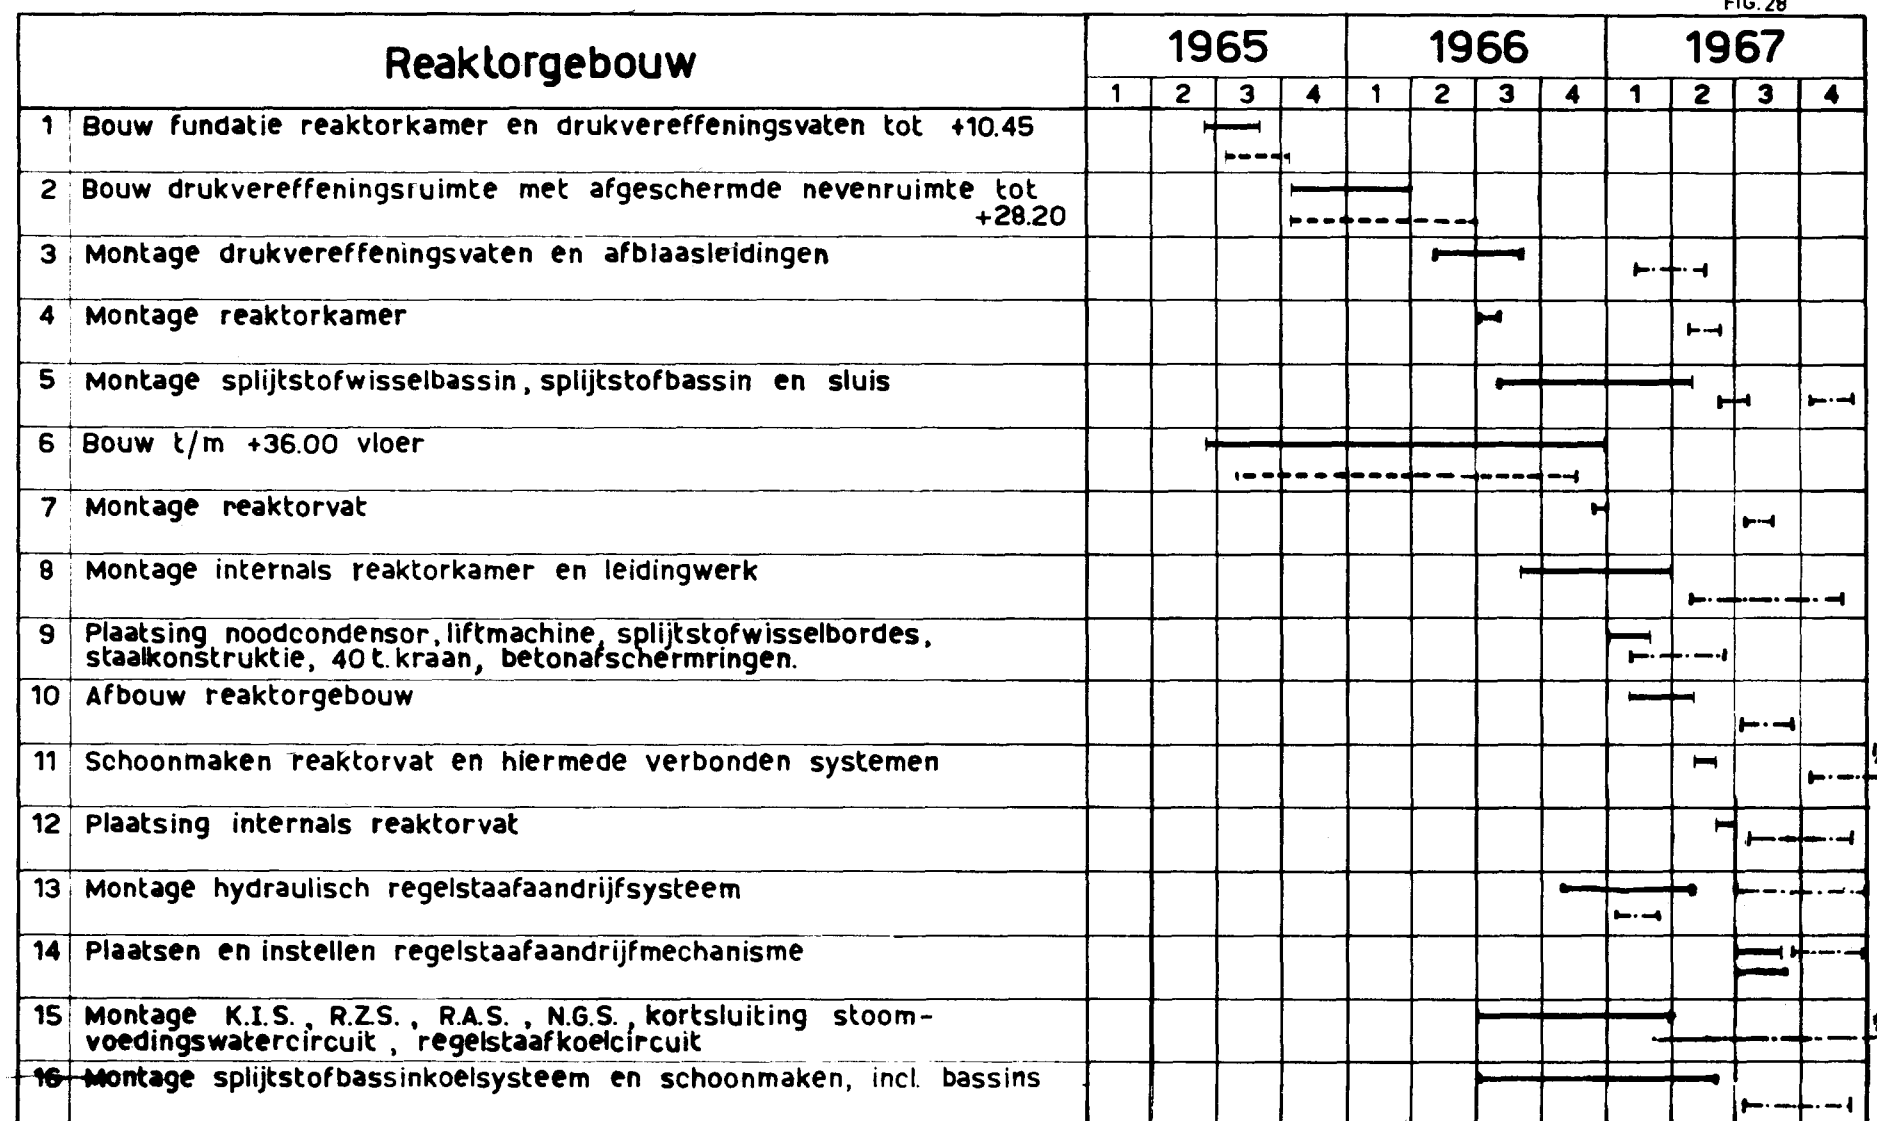 FIG. 28
Reaktorgebouw
1965 1966 1967
1 2 3 4 1 2 3 4 1 2 3 4
1 Bouw fundatie reaktorkamer en drukvereffeningsvaten tot +10.45
2 Bouw drukvereffeningsruimte met afgeschermde nevenruimte tot
+28.20
3 Montage drukvereffeningsvaten en afblaasleidingen
4 Montage reaktorkamer
5 Montage splijtstofwisselbassin, splijtstofbassin en sluis
6 Bouw t/m +36.00 vloer
7 Montage reaktorvat
8 Montage internals reaktorkamer en leidingwerk
9 Plaatsing noodcondensor, liftmachine, splijtstofwisselbordes,
staalkonstruktie, 40 t. kraan, betonafschermringen.
10 Afbouw reaktorgebouw
11 Schoonmaken reaktorvat en hiermede verbonden systemen
12 Plaatsing internals reaktorvat
13 Montage hydraulisch regelstaafaandrijfsysteem
14 Plaatsen en instellen regelstaafaandrijfmechanisme
15 Montage K.I.S., R.Z.S., R.A.S., N.G.S., kortsluiting stoom-
voedingswatercircuit, regelstaafkoelcircuit
16 Montage splijtstofbassinkoelsysteem en schoonmaken, incl. bassins